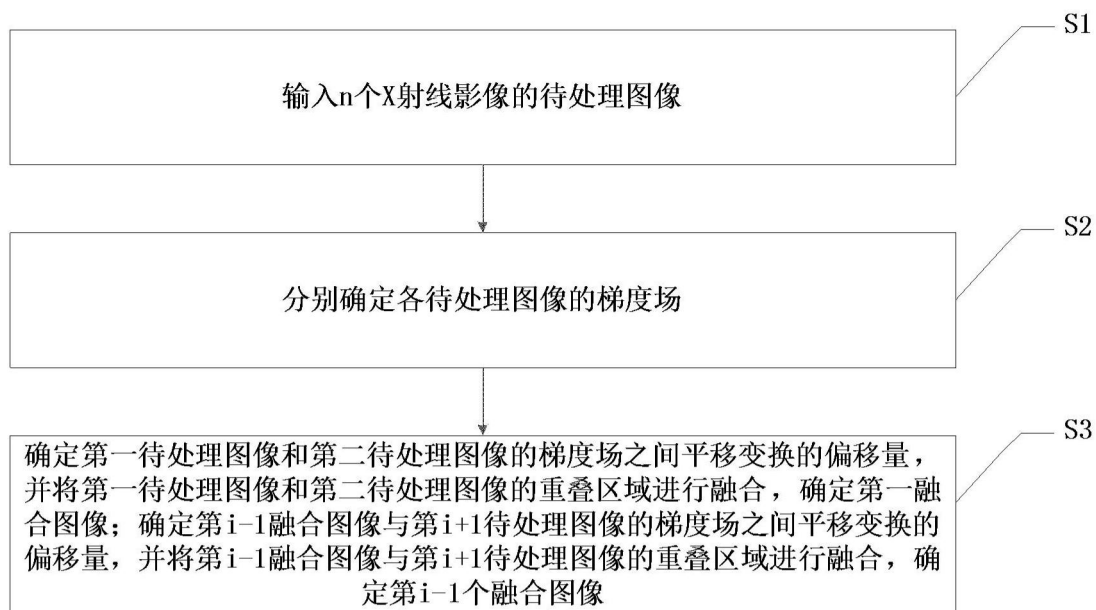 S1
输入n个X射线影像的待处理图像
S2
分别确定各待处理图像的梯度场
S3
确定第一待处理图像和第二待处理图像的梯度场之间平移变换的偏移量，
并将第一待处理图像和第二待处理图像的重叠区域进行融合，确定第一融
合图像；确定第i-1融合图像与第i+1待处理图像的梯度场之间平移变换的
偏移量，并将第i-1融合图像与第i+1待处理图像的重叠区域进行融合，确
定第i-1个融合图像